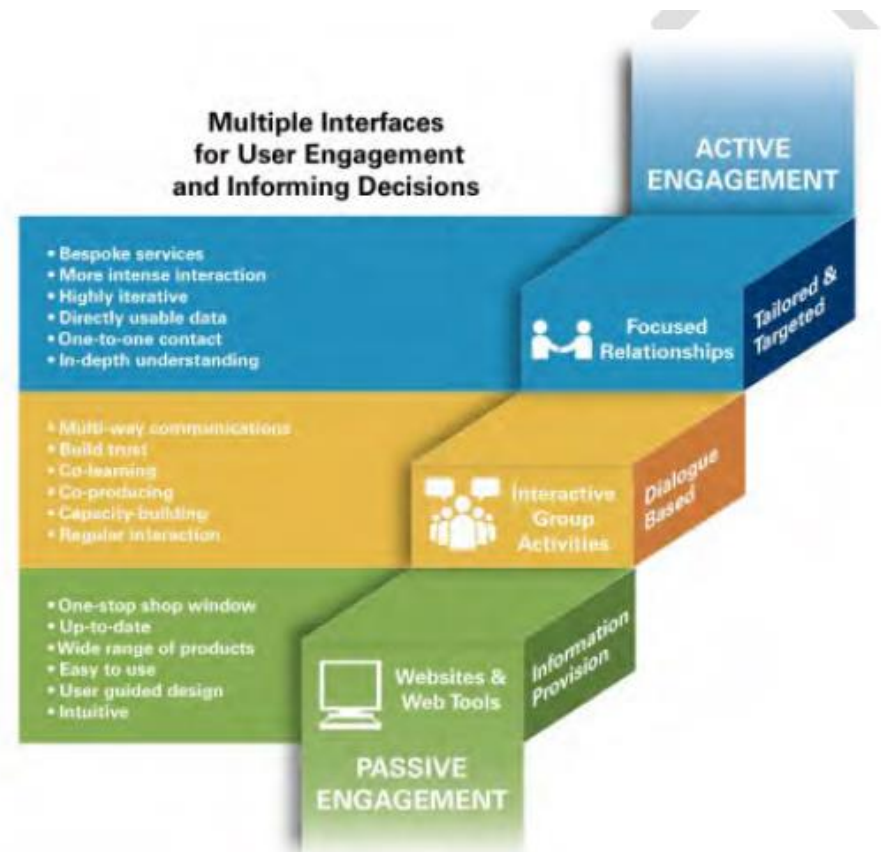 Multiple Interfaces
for User Engagement
and Informing Decisions
ACTIVE
ENGAGEMENT
• Bespoke services
• More intense interaction
• Highly iterative
• Directly usable data
• One-to-one contact
• In-depth understanding
Focused
Relationships
Tailored &
Targeted
• Multi-way communications
• Build trust
• Co-learning
• Co-producing
• Capacity-building
• Regular interaction
Interactive
Group
Activities
Dialogue
Based
• One-stop shop window
• Up-to-date
• Wide range of products
• Easy to use
• User guided design
• Intuitive
Websites &
Web Tools
Information
Provision
PASSIVE
ENGAGEMENT